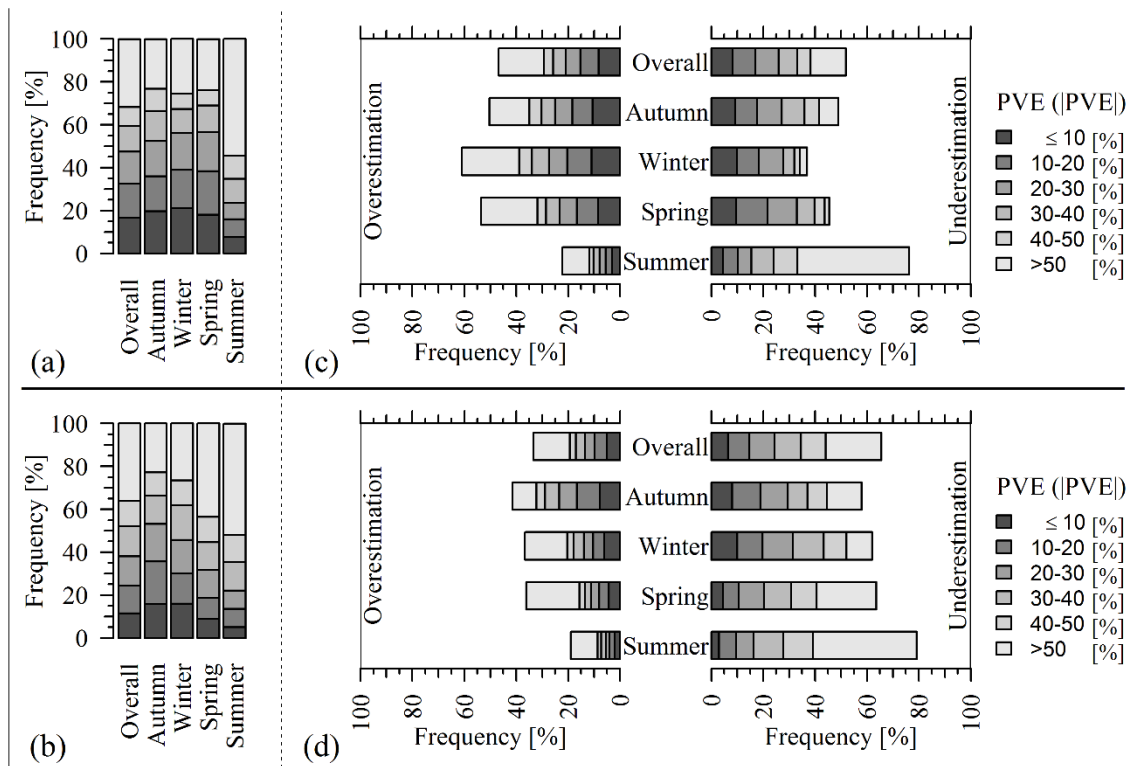 100
80
60
40
20
0
Frequency [%]
Overall
Autumn
Winter
Spring
Summer
(a)
Overestimation
Overall
Autumn
Winter
Spring
Summer
Underestimation
100
80
60
40
20
0
Frequency [%]
0
20
40
60
80
100
Frequency [%]
(c)
PVE (|PVE|)
≤ 10 [%]
10-20 [%]
20-30 [%]
30-40 [%]
40-50 [%]
>50 [%]
100
80
60
40
20
0
Frequency [%]
Overall
Autumn
Winter
Spring
Summer
(b)
Overestimation
Overall
Autumn
Winter
Spring
Summer
Underestimation
100
80
60
40
20
0
Frequency [%]
0
20
40
60
80
100
Frequency [%]
(d)
PVE (|PVE|)
≤ 10 [%]
10-20 [%]
20-30 [%]
30-40 [%]
40-50 [%]
>50 [%]